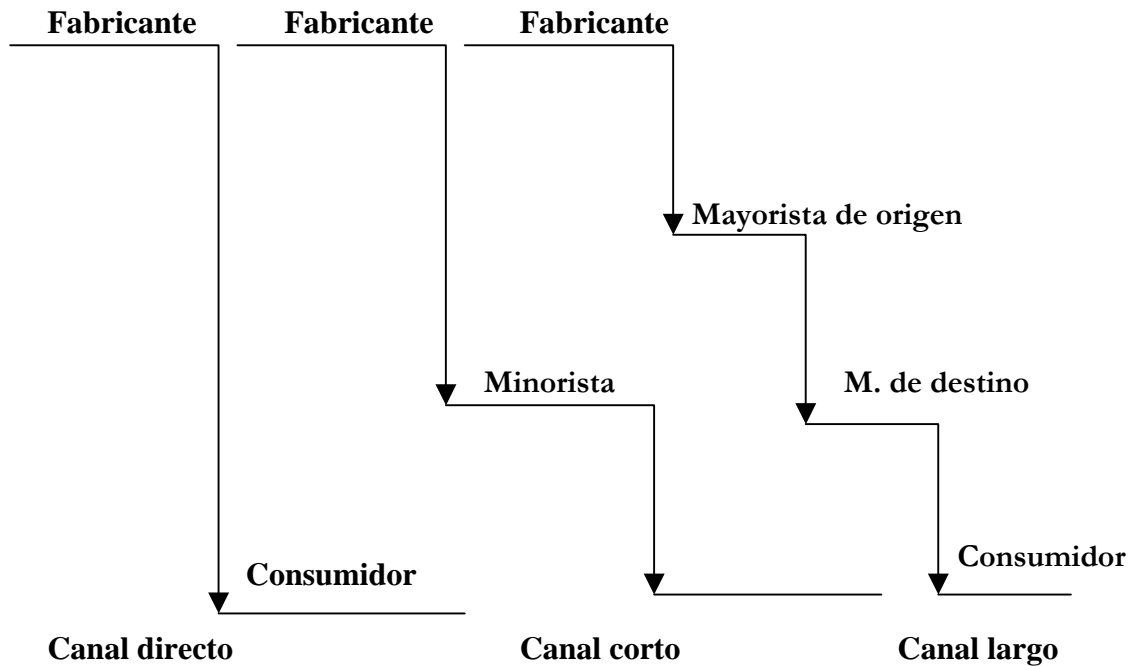 Fabricante
Fabricante
Fabricante
Mayorista de origen
Minorista
M. de destino
Consumidor
Consumidor
Canal directo
Canal corto
Canal largo